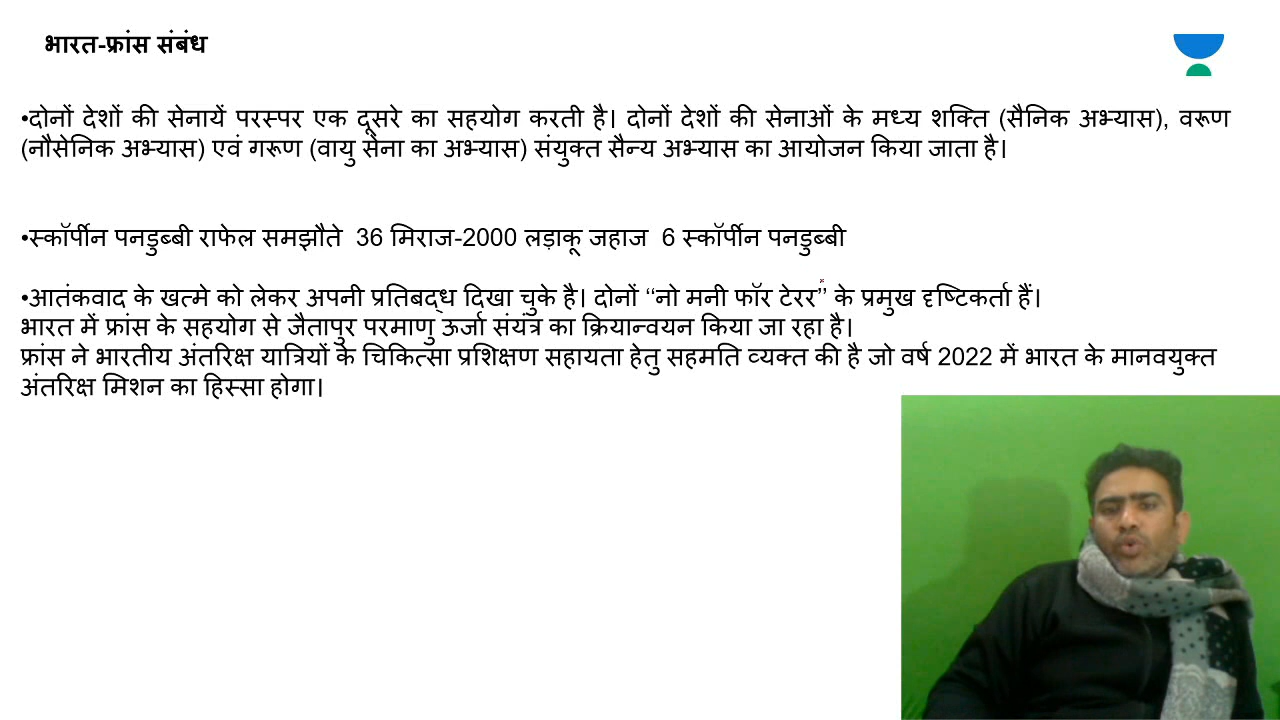 भारत-फ्रांस संबंध
•दोनों देशों की सेनायें परस्पर एक दूसरे का सहयोग करती है। दोनों देशों की सेनाओं के मध्य शक्ति (सैनिक अभ्यास), वरूण
(नौसेनिक अभ्यास) एवं गरूण (वायु सेना का अभ्यास) संयुक्त सैन्य अभ्यास का आयोजन किया जाता है।
•स्कॉर्पीन पनडुब्बी राफेल समझौते 36 मिराज-2000 लड़ाकू जहाज 6 स्कॉर्पीन पनडुब्बी
•आतंकवाद के खत्मे को लेकर अपनी प्रतिबद्ध दिखा चुके है। दोनों ‘‘नो मनी फॉर टेरर’’ के प्रमुख दृष्टिकर्ता हैं।
भारत में फ्रांस के सहयोग से जैतापुर परमाणु ऊर्जा संयंत्र का क्रियान्वयन किया जा रहा है।
फ्रांस ने भारतीय अंतरिक्ष यात्रियों के चिकित्सा प्रशिक्षण सहायता हेतु सहमति व्यक्त की है जो वर्ष 2022 में भारत के मानवयुक्त
अंतरिक्ष मिशन का हिस्सा होगा।